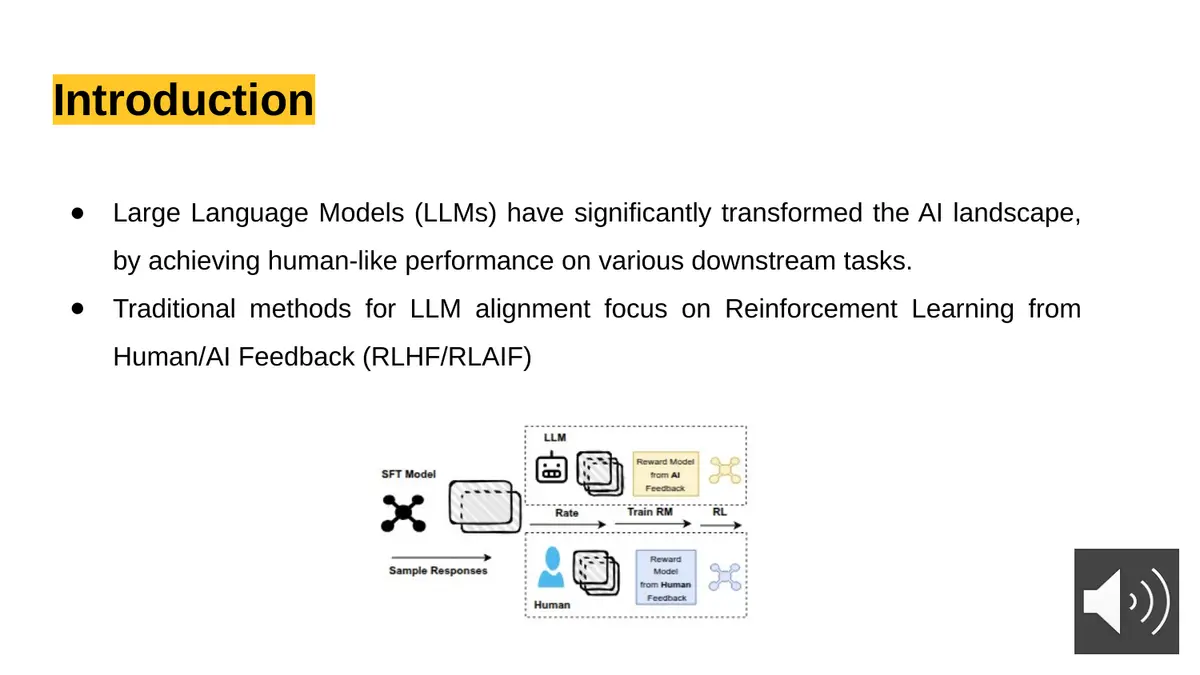 Introduction
● Large Language Models (LLMs) have significantly transformed the AI landscape,
by achieving human-like performance on various downstream tasks.
● Traditional methods for LLM alignment focus on Reinforcement Learning from
Human/AI Feedback (RLHF/RLAIF)
LLM
SFT Model
Reward Model
from AI
Feedback
Rate
Train RM
RL
Sample Responses
Reward
Model
from Human
Feedback
Human